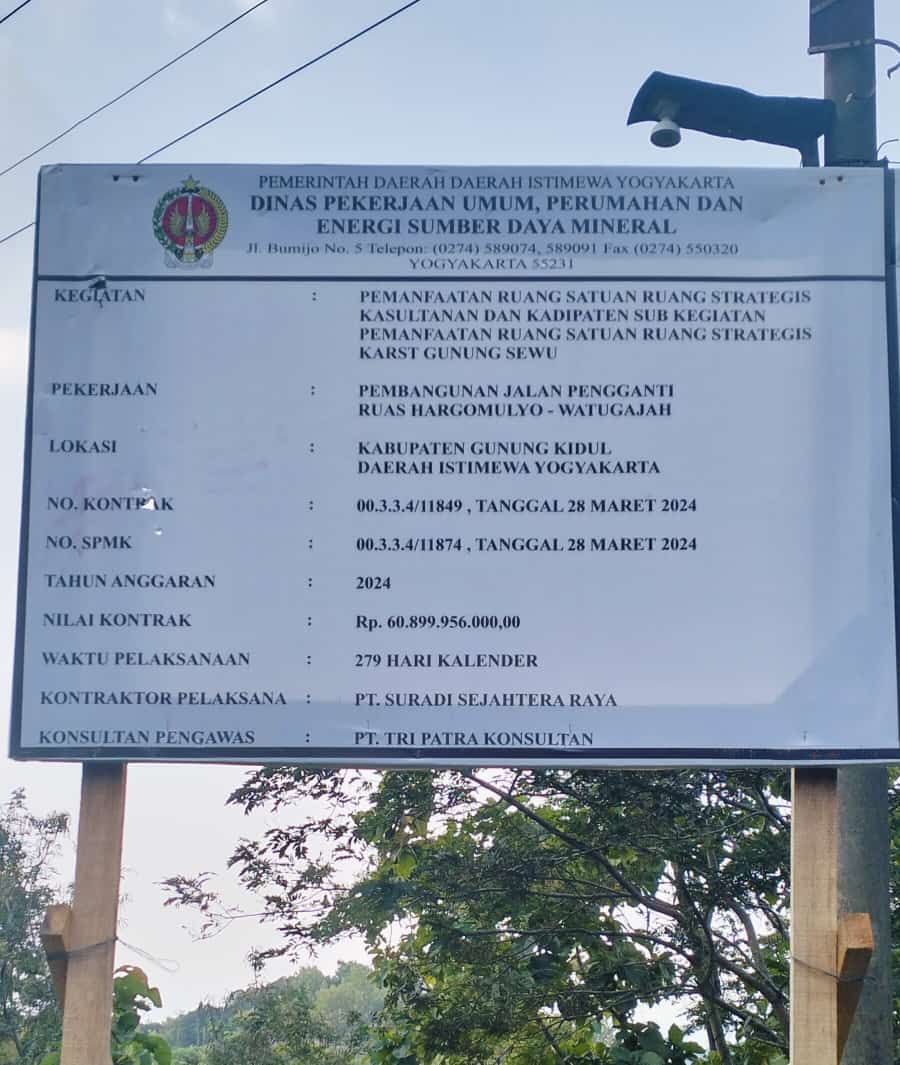 PEMERINTAH DAERAH DAERAH ISTIMEWA YOGYAKARTA
DINAS PEKERJAAN UMUM, PERUMAHAN DAN
ENERGI SUMBER DAYA MINERAL
Jl. Bumijo No. 5 Telepon: (0274) 589074, 589091 Fax (0274) 550320
YOGYAKARTA 55231
KEGIATAN : PEMANFAATAN RUANG SATUAN RUANG STRATEGIS
KASULTANAN DAN KADIPATEN SUB KEGIATAN
PEMANFAATAN RUANG SATUAN RUANG STRATEGIS
KARST GUNUNG SEWU
PEKERJAAN : PEMBANGUNAN JALAN PENGGANTI
RUAS HARGOMULYO - WATUGAJAH
LOKASI : KABUPATEN GUNUNG KIDUL
DAERAH ISTIMEWA YOGYAKARTA
NO. KONTRAK : 00.3.3.4/11849 , TANGGAL 28 MARET 2024
NO. SPMK : 00.3.3.4/11874 , TANGGAL 28 MARET 2024
TAHUN ANGGARAN : 2024
NILAI KONTRAK : Rp. 60.899.956.000,00
WAKTU PELAKSANAAN : 279 HARI KALENDER
KONTRAKTOR PELAKSANA : PT. SURADI SEJAHTERA RAYA
KONSULTAN PENGAWAS : PT. TRI PATRA KONSULTAN